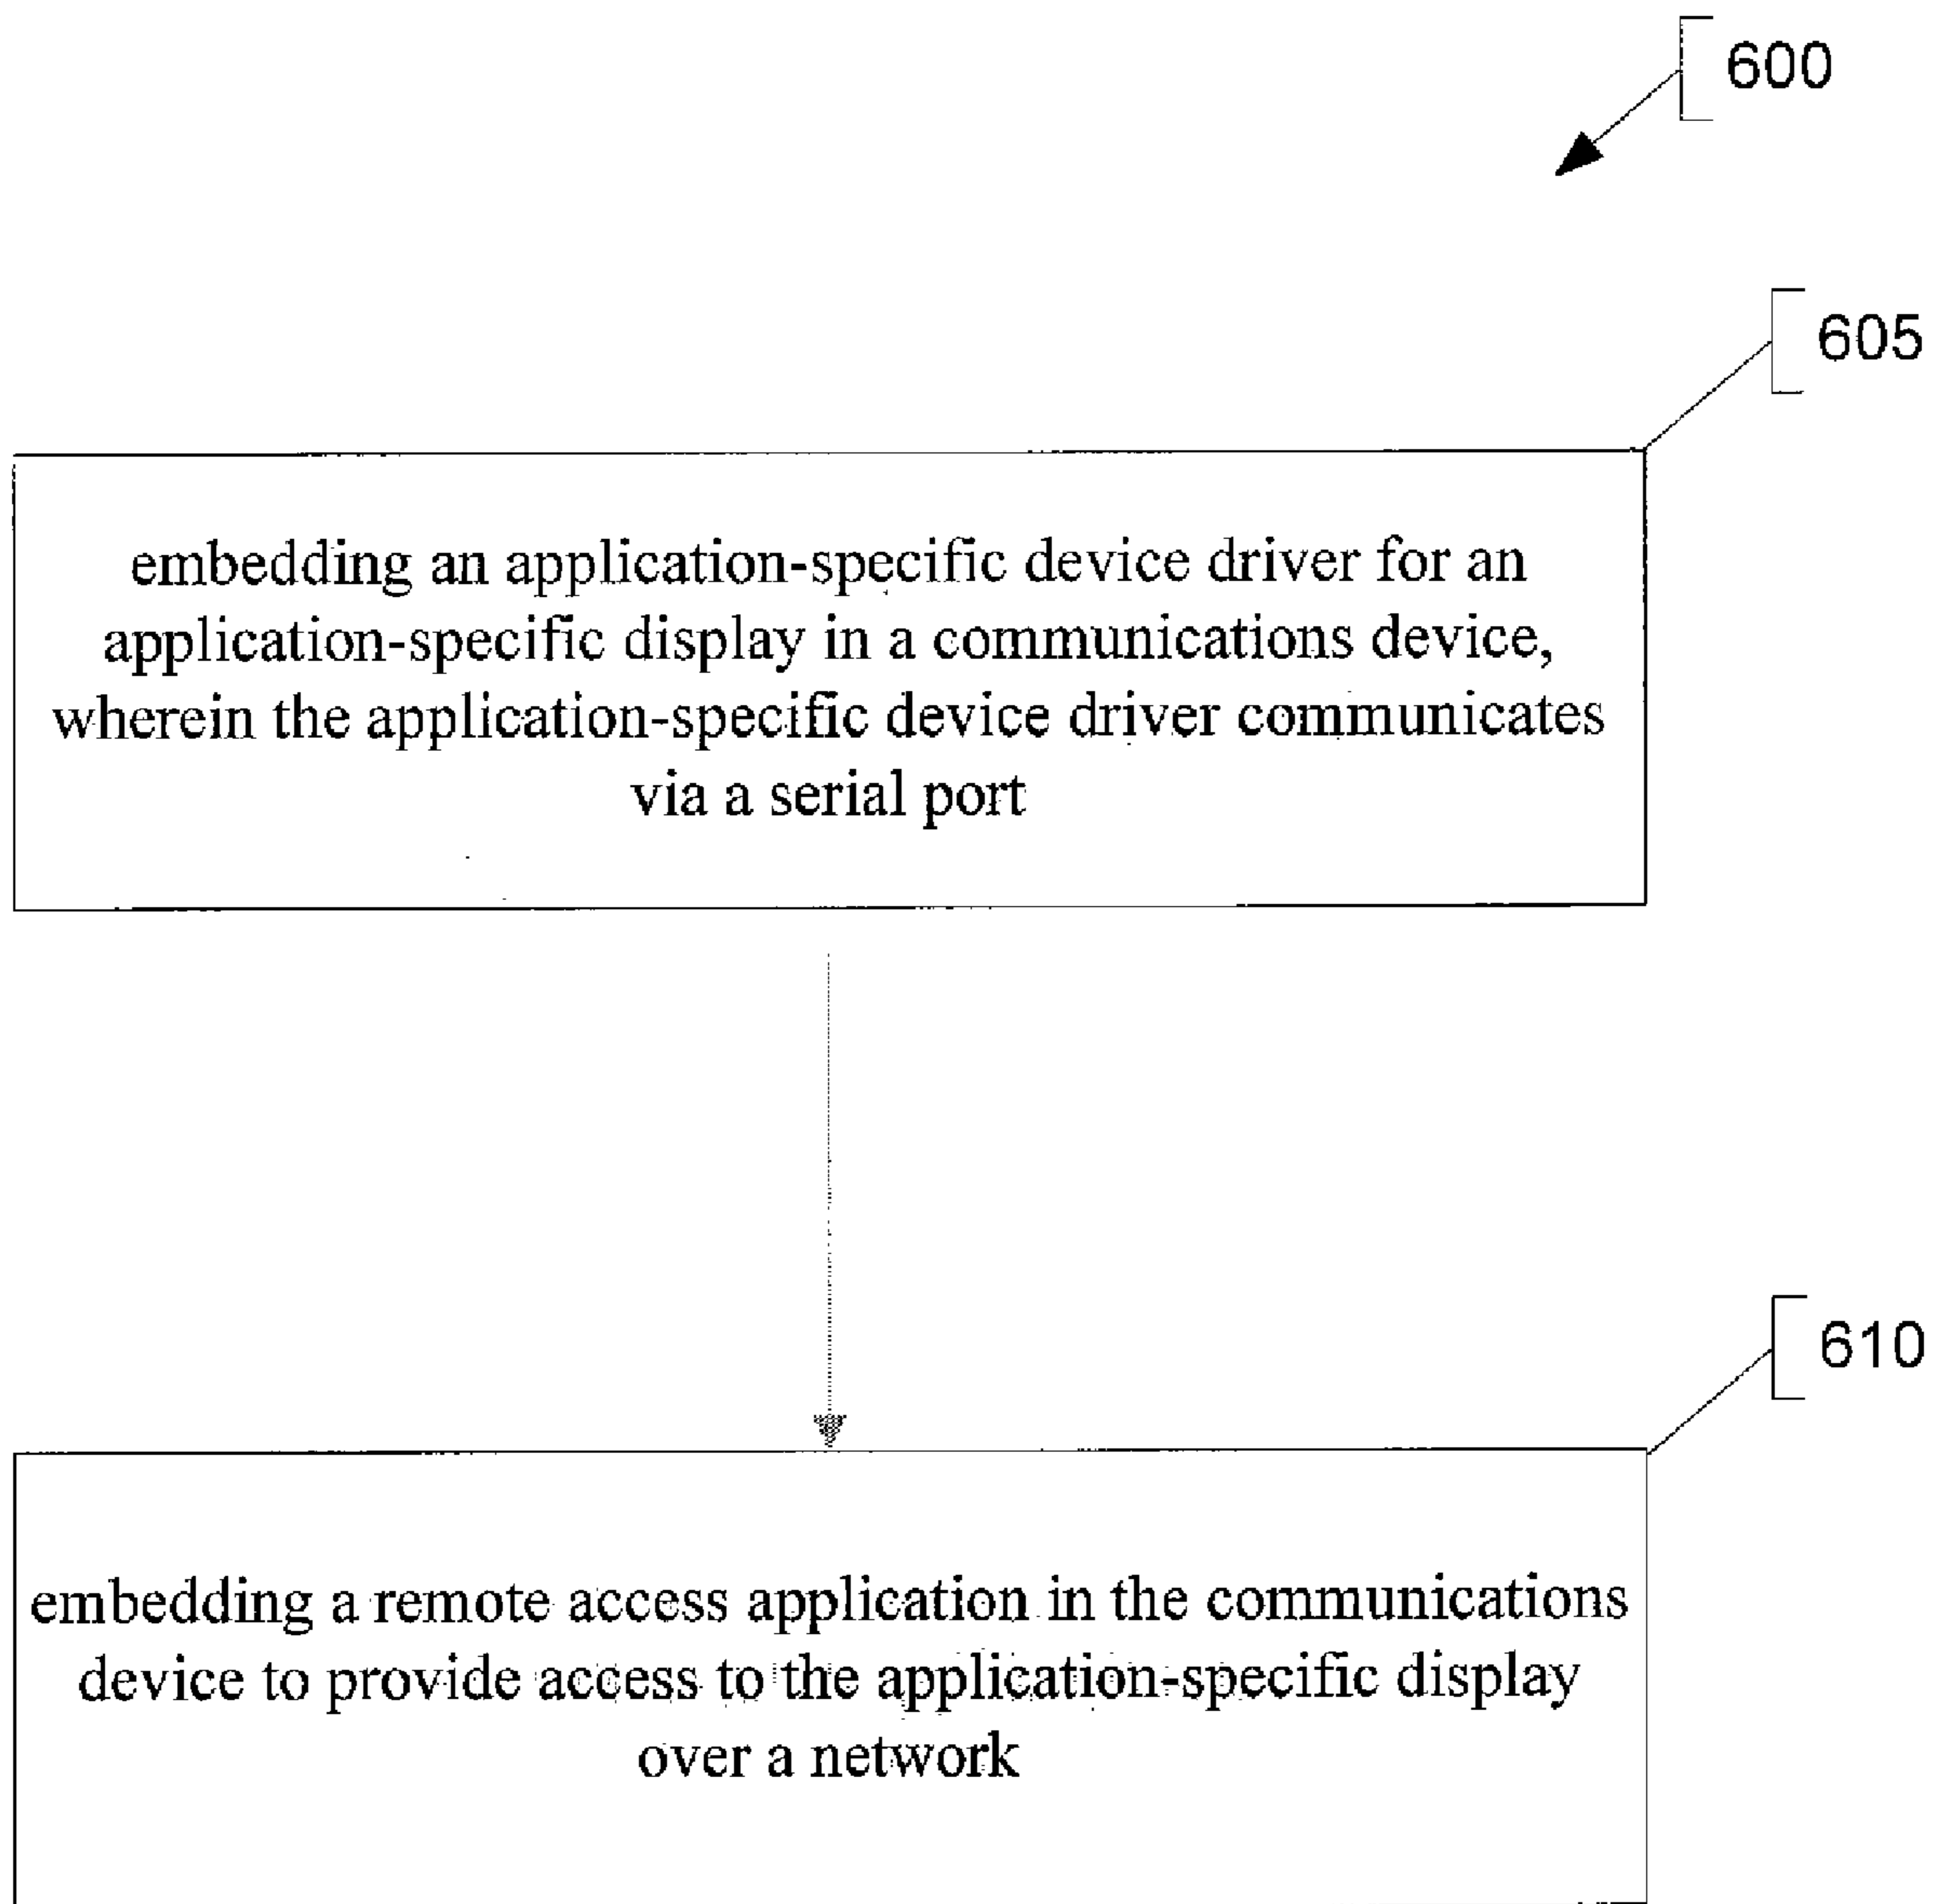 600
605
embedding an application-specific device driver for an
application-specific display in a communications device,
wherein the application-specific device driver communicates
via a serial port
610
embedding a remote access application in the communications
device to provide access to the application-specific display
over a network